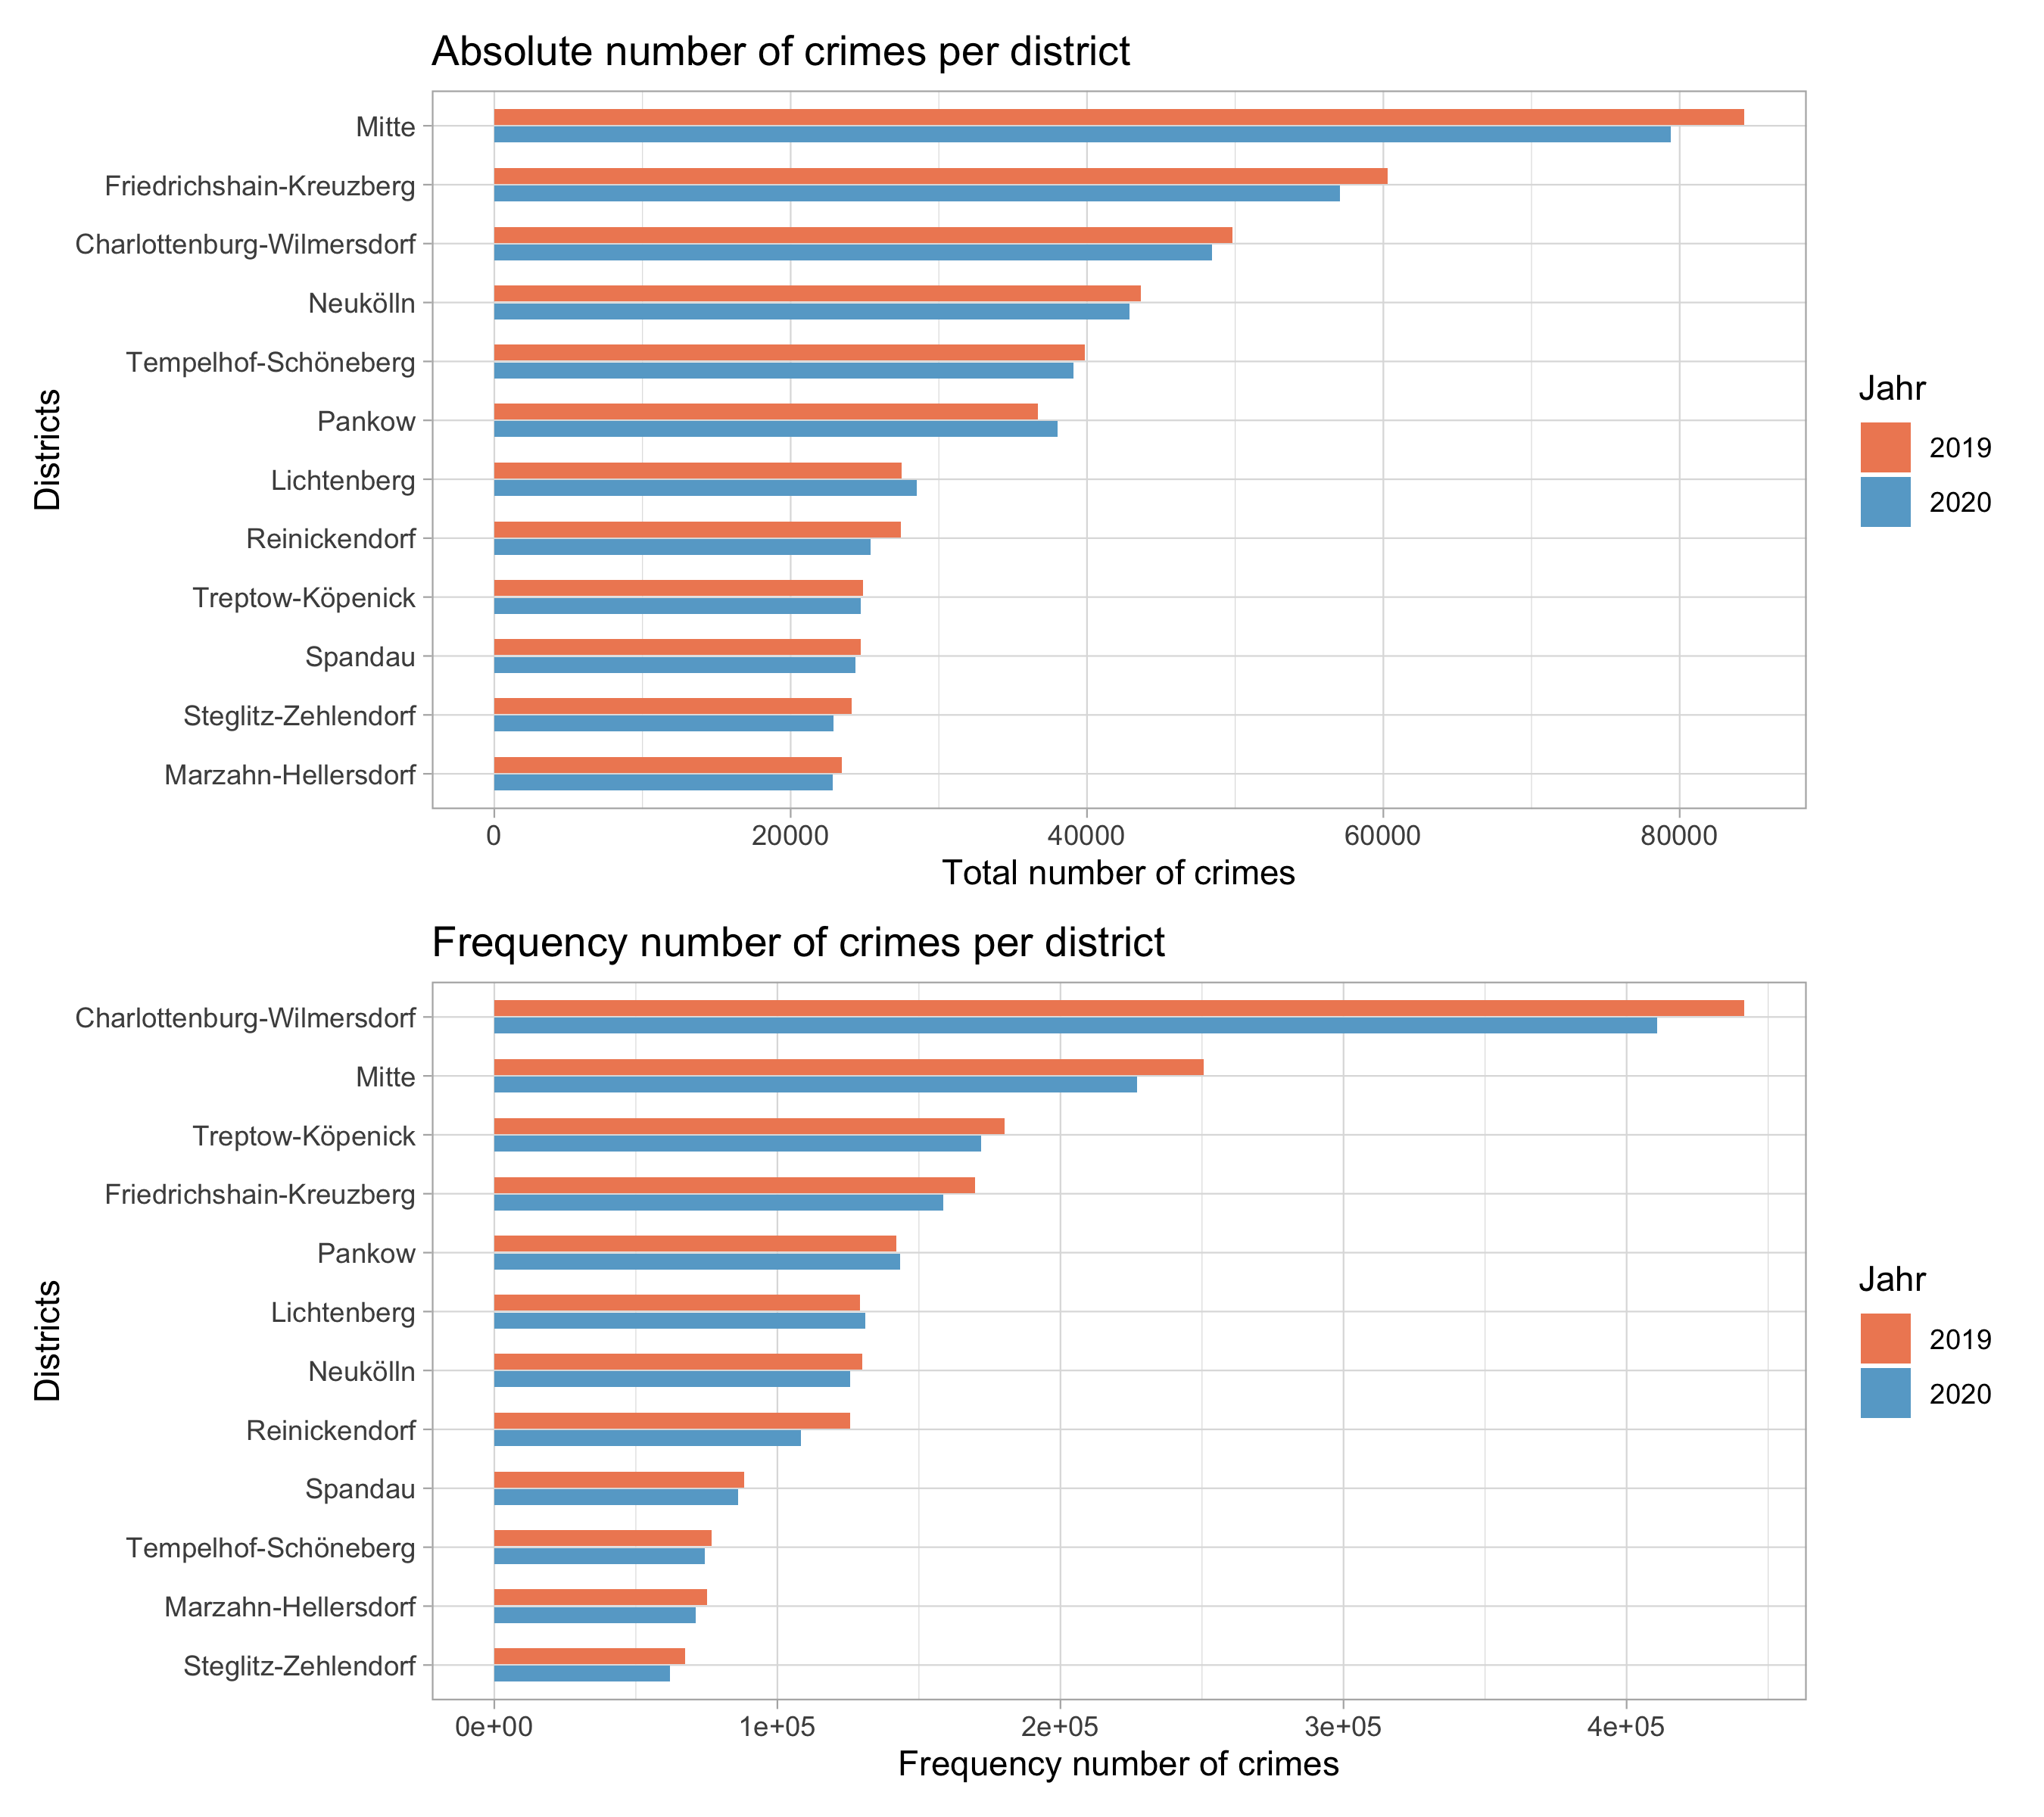 Absolute number of crimes per district
Mitte
Friedrichshain-Kreuzberg
Charlottenburg-Wilmersdorf
Neukölln
Tempelhof-Schöneberg
Pankow
Lichtenberg
Reinickendorf
Treptow-Köpenick
Spandau
Steglitz-Zehlendorf
Marzahn-Hellersdorf
Districts
0 20000 40000 60000 80000
Total number of crimes
Jahr
2019
2020
Frequency number of crimes per district
Charlottenburg-Wilmersdorf
Mitte
Treptow-Köpenick
Friedrichshain-Kreuzberg
Pankow
Lichtenberg
Neukölln
Reinickendorf
Spandau
Tempelhof-Schöneberg
Marzahn-Hellersdorf
Steglitz-Zehlendorf
Districts
0e+00 1e+05 2e+05 3e+05 4e+05
Frequency number of crimes
Jahr
2019
2020